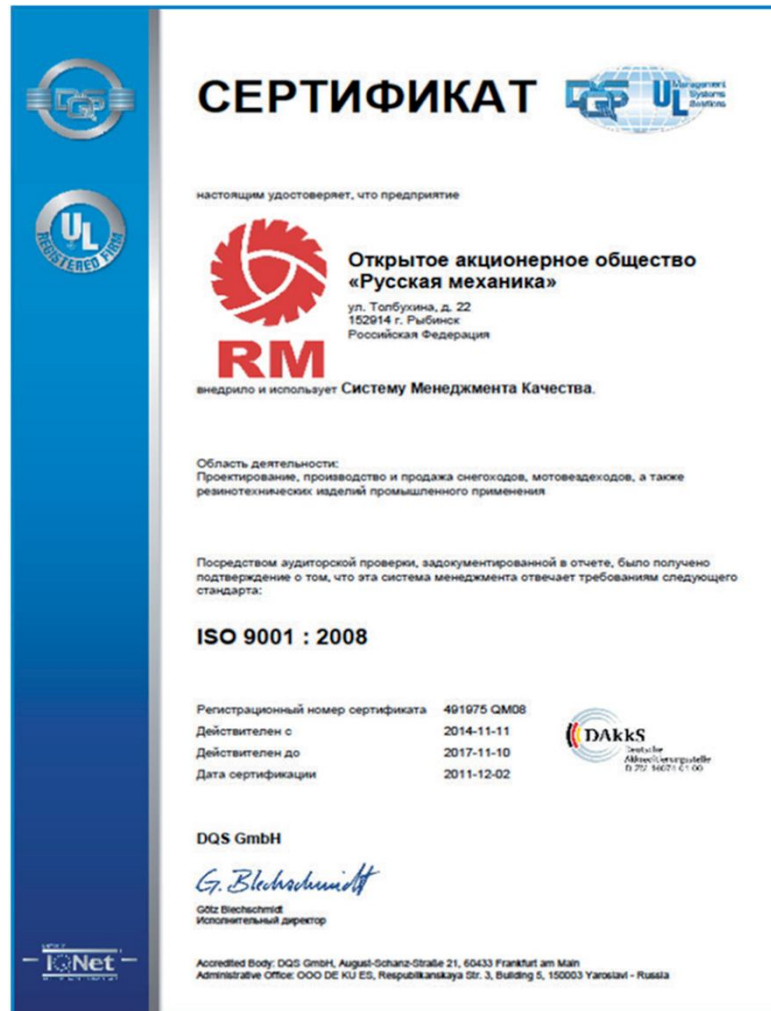 DQS
UL
REGISTERED FIRM
IQNet
СЕРТИФИКАТ
DQS UL Management
Systems
Solutions
настоящим удостоверяет, что предприятие
RM
Открытое акционерное общество
«Русская механика»
ул. Толбухина, д. 22
152914 г. Рыбинск
Российская Федерация
внедрило и использует Систему Менеджмента Качества.
Область деятельности:
Проектирование, производство и продажа снегоходов, мотовездеходов, а также
резинотехнических изделий промышленного применения
Посредством аудиторской проверки, задокументированной в отчете, было получено
подтверждение о том, что эта система менеджмента отвечает требованиям следующего
стандарта:
ISO 9001 : 2008
Регистрационный номер сертификата 491975 QM08
Действителен с 2014-11-11
Действителен до 2017-11-10
Дата сертификации 2011-12-02
DAkkS
Deutsche
Akkreditierungsstelle
DQS GmbH
G. Blechschmidt
Götz Blechschmidt
Исполнительный директор
Accredited Body: DQS GmbH, August-Schanz-Straße 21, 60433 Frankfurt am Main
Administrative Office: OOO DE KU ES, Respublikanskaya Str. 3, Building 5, 150003 Yaroslavl - Russia